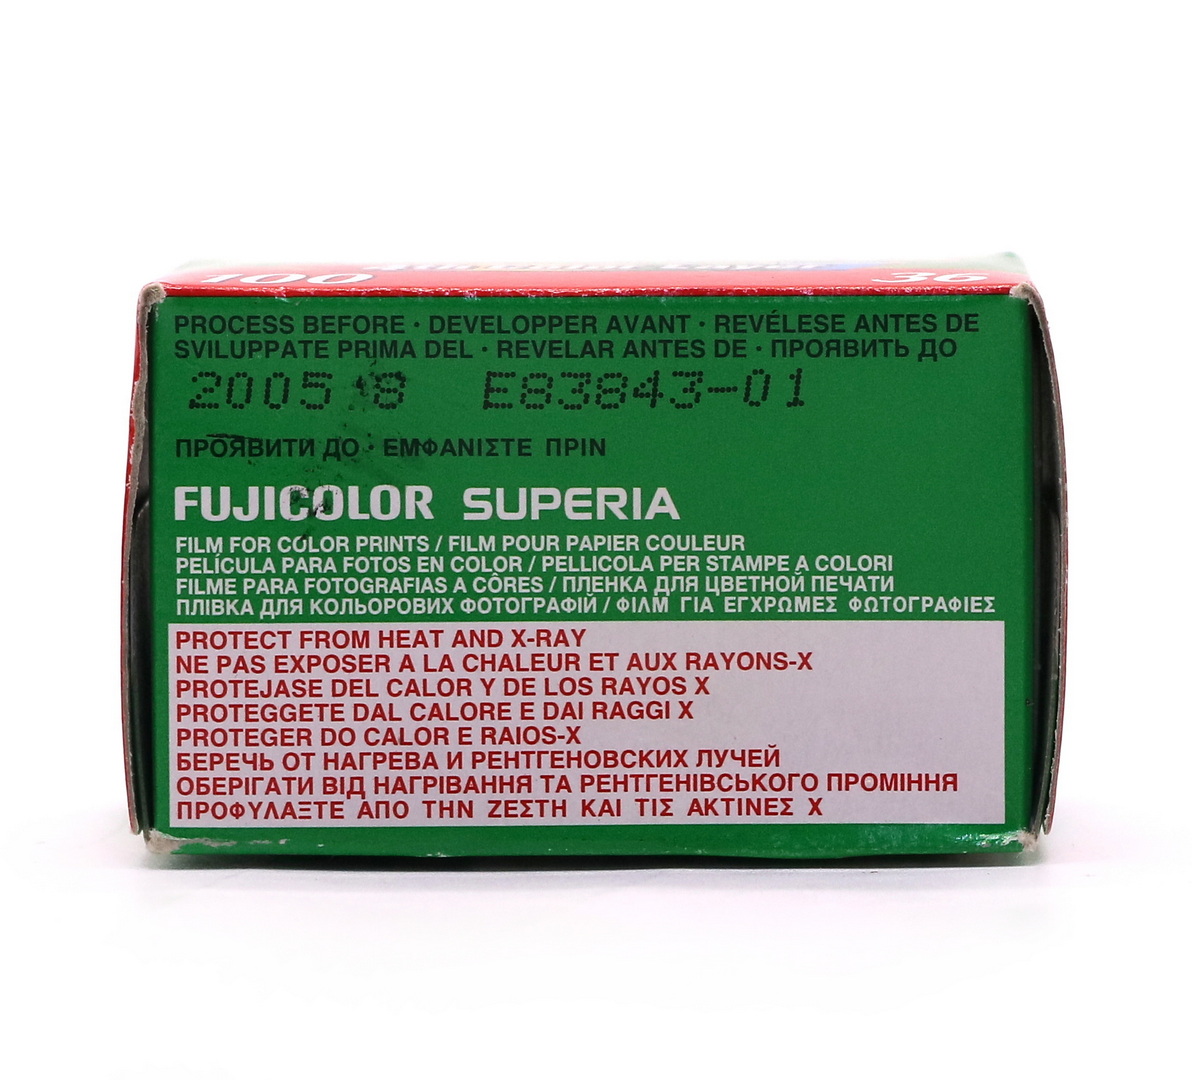 100 36
PROCESS BEFORE · DEVELOPPER AVANT · REVÉLESE ANTES DE
SVILUPPATE PRIMA DEL · REVELAR ANTES DE · ПРОЯВИТЬ ДО
2005 8 E83843-01
ПРОЯВИТИ ДО · ΕΜΦΑΝΙΣΤΕ ΠΡΙΝ
FUJICOLOR SUPERIA
FILM FOR COLOR PRINTS / FILM POUR PAPIER COULEUR
PELÍCULA PARA FOTOS EN COLOR / PELLICOLA PER STAMPE A COLORI
FILME PARA FOTOGRAFIAS A CÔRES / ПЛЕНКА ДЛЯ ЦВЕТНОЙ ПЕЧАТИ
ПЛІВКА ДЛЯ КОЛЬОРОВИХ ФОТОГРАФІЙ / ΦΙΛΜ ΓΙΑ ΕΓΧΡΩΜΕΣ ΦΩΤΟΓΡΑΦΙΕΣ
PROTECT FROM HEAT AND X-RAY
NE PAS EXPOSER A LA CHALEUR ET AUX RAYONS-X
PROTEJASE DEL CALOR Y DE LOS RAYOS X
PROTEGGETE DAL CALORE E DAI RAGGI X
PROTEGER DO CALOR E RAIOS-X
БЕРЕЧЬ ОТ НАГРЕВА И РЕНТГЕНОВСКИХ ЛУЧЕЙ
ОБЕРІГАТИ ВІД НАГРІВАННЯ ТА РЕНТГЕНІВСЬКОГО ПРОМІННЯ
ΠΡΟΦΥΛΑΞΤΕ ΑΠΟ ΤΗΝ ΖΕΣΤΗ ΚΑΙ ΤΙΣ ΑΚΤΙΝΕΣ Χ